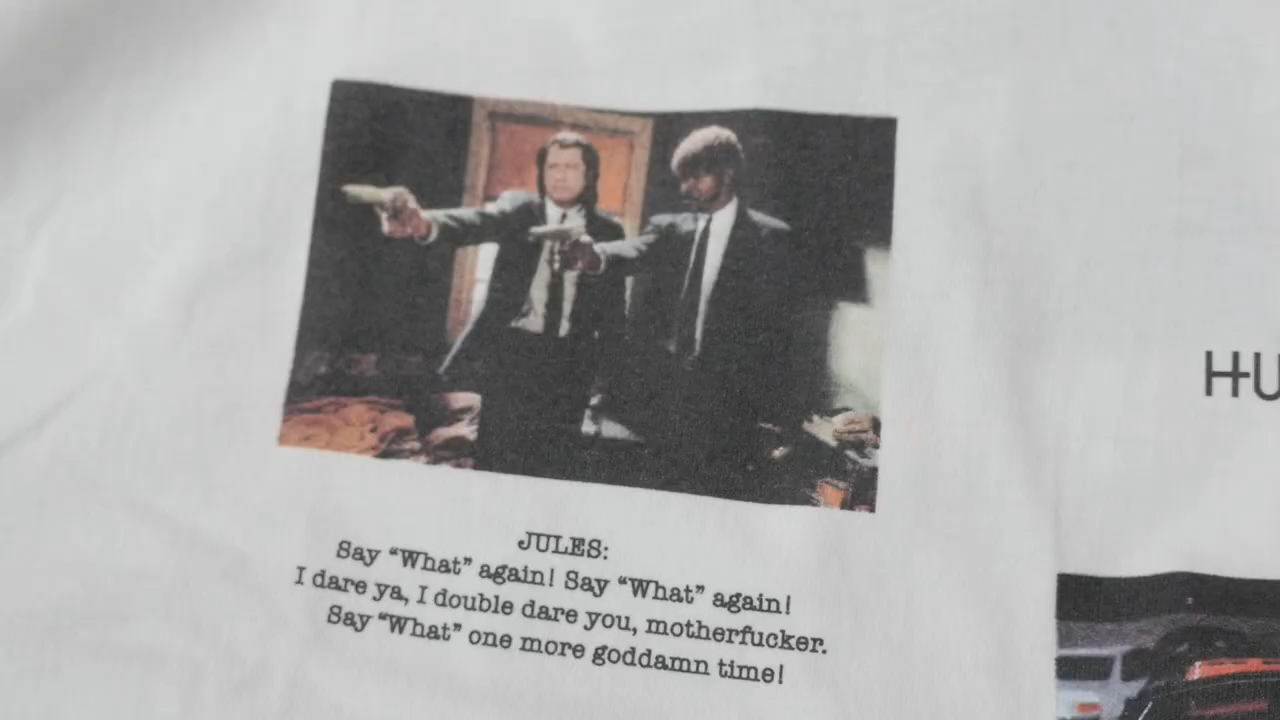 JULES:
Say “What” again! Say “What” again!
I dare ya, I double dare you, motherfucker.
Say “What” one more goddamn time!
HU